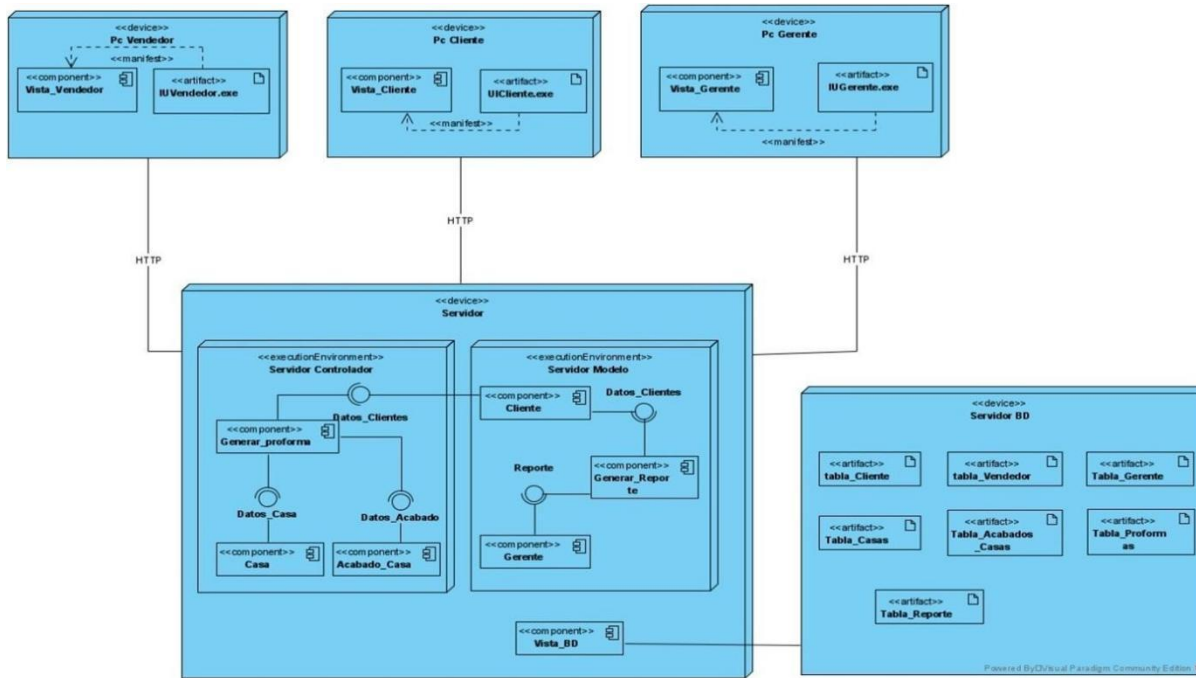 <<device>>
Pc Vendedor
<<manifest>>
<<component>>
Vista_Vendedor
<<artifact>>
IUVendedor.exe
<<device>>
Pc Cliente
<<component>>
Vista_Cliente
<<artifact>>
UICliente.exe
<<manifest>>
<<device>>
Pc Gerente
<<component>>
Vista_Gerente
<<artifact>>
IUGerente.exe
<<manifest>>
HTTP
HTTP
HTTP
<<device>>
Servidor
<<executionEnvironment>>
Servidor Controlador
Datos_Clientes
<<component>>
Generar_proforma
Datos_Casa
Datos_Acabado
<<component>>
Casa
<<component>>
Acabado_Casa
<<executionEnvironment>>
Servidor Modelo
<<component>>
Cliente
Datos_Clientes
<<component>>
Generar_Repor
te
Reporte
<<component>>
Gerente
<<component>>
Vista_BD
<<device>>
Servidor BD
<<artifact>>
tabla_Cliente
<<artifact>>
tabla_Vendedor
<<artifact>>
Tabla_Gerente
<<artifact>>
Tabla_Casas
<<artifact>>
Tabla_Acabados
_Casas
<<artifact>>
Tabla_Proform
as
<<artifact>>
Tabla_Reporte
Powered By Visual Paradigm Community Edition